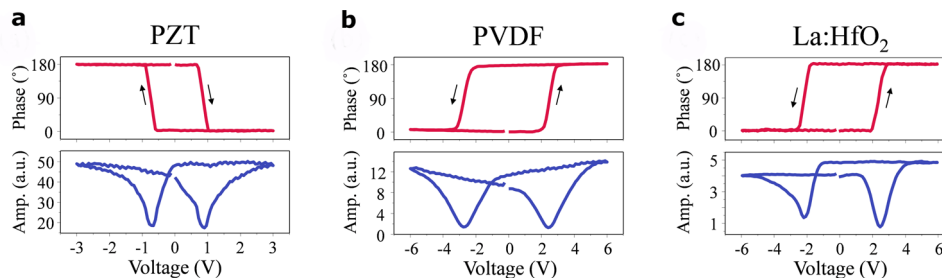 a
PZT
Phase (°)
180
90
0
Amp. (a.u.)
50
40
30
20
-3 -2 -1 0 1 2 3
Voltage (V)
b
PVDF
Phase (°)
180
90
0
Amp. (a.u.)
12
8
4
0
-6 -4 -2 0 2 4 6
Voltage (V)
c
La:HfO₂
Phase (°)
180
90
0
Amp. (a.u.)
5
4
3
1
-6 -4 -2 0 2 4 6
Voltage (V)